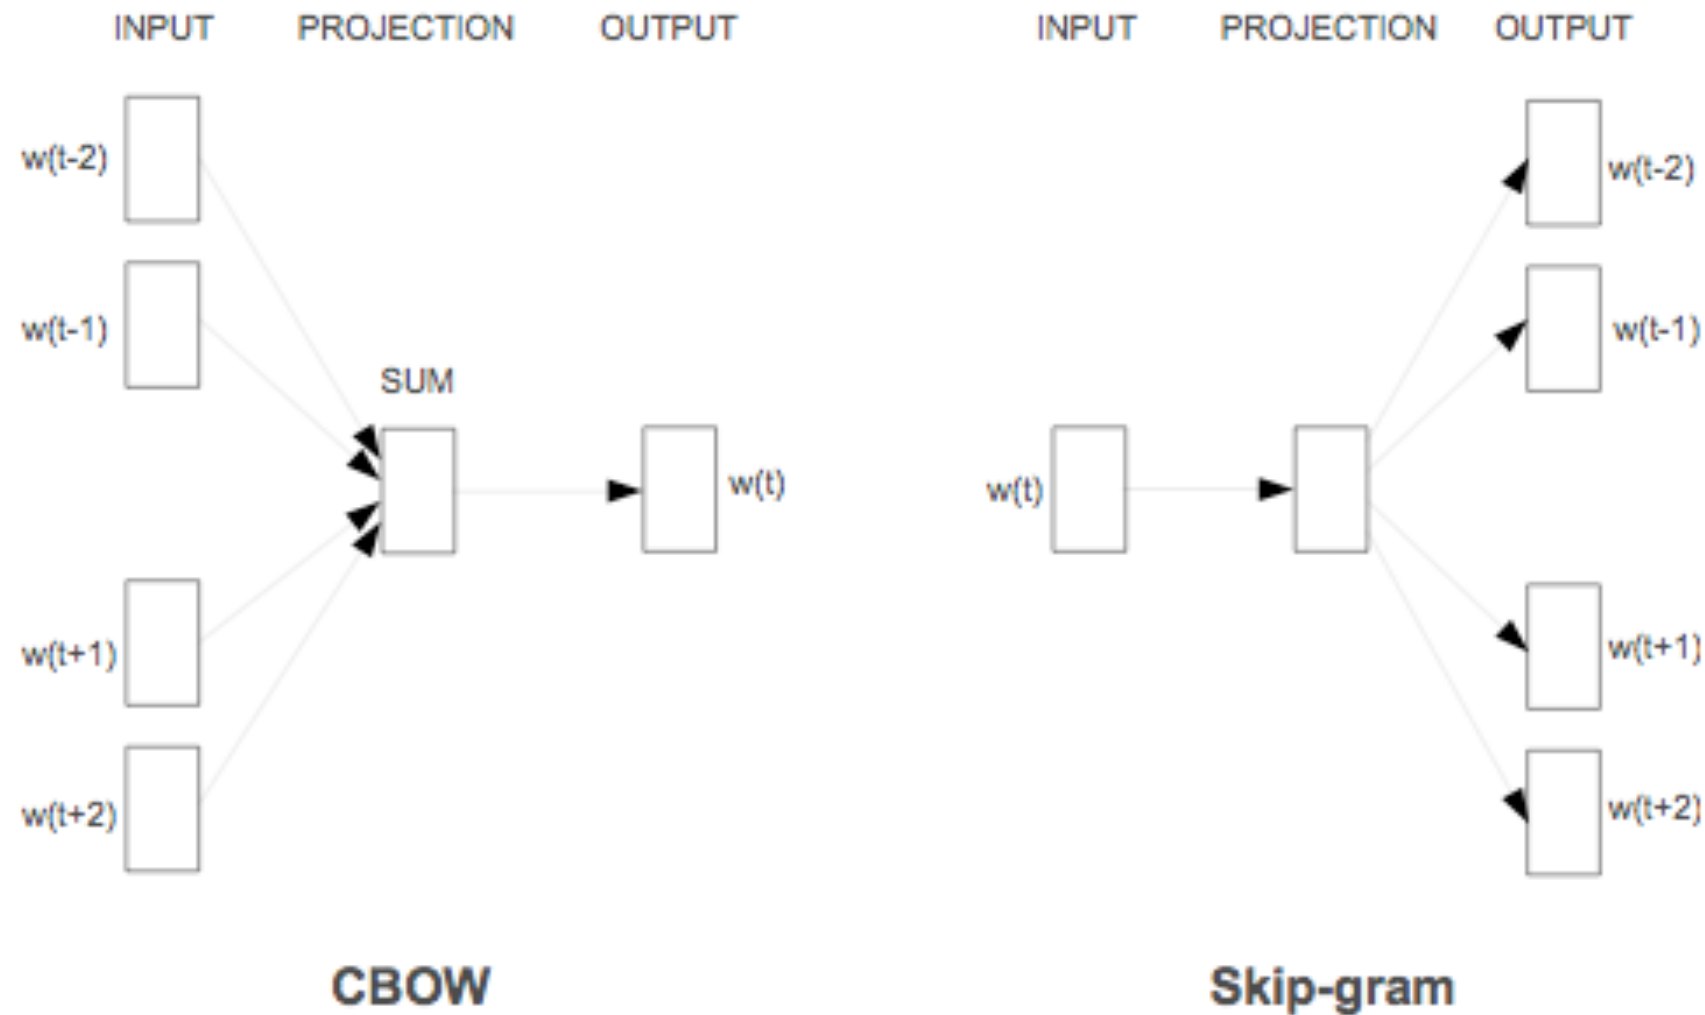 INPUT PROJECTION OUTPUT
w(t-2)
w(t-1)
SUM
w(t)
w(t+1)
w(t+2)
CBOW
INPUT PROJECTION OUTPUT
w(t-2)
w(t-1)
w(t)
w(t+1)
w(t+2)
Skip-gram